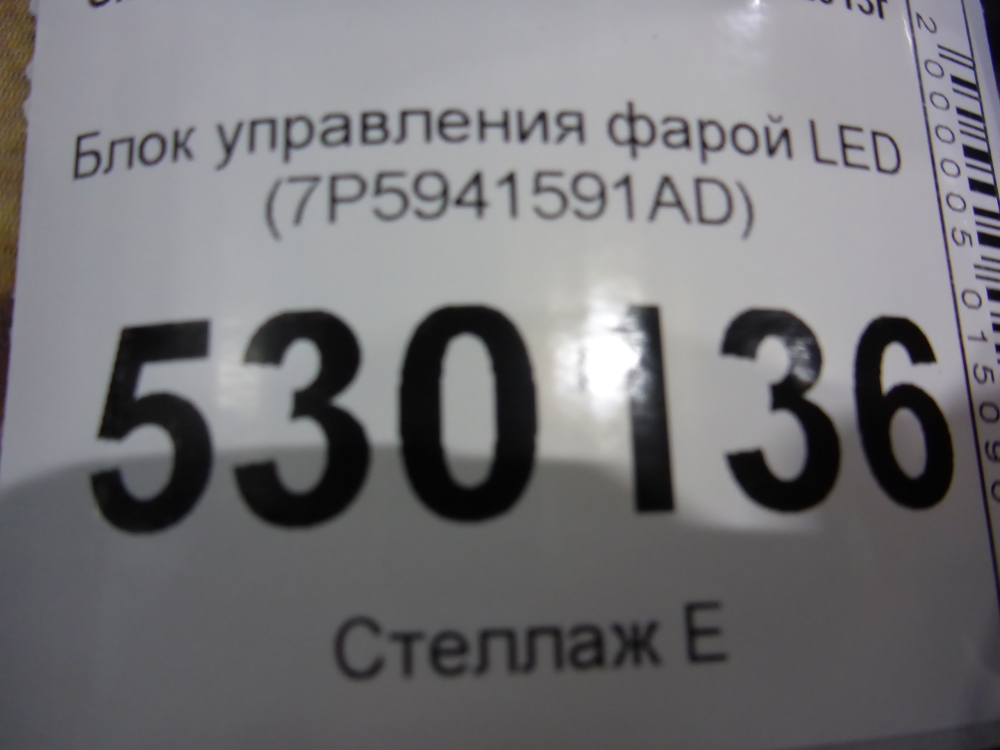 Блок управления фарой LED
(7P5941591AD)
530136
Стеллаж Е